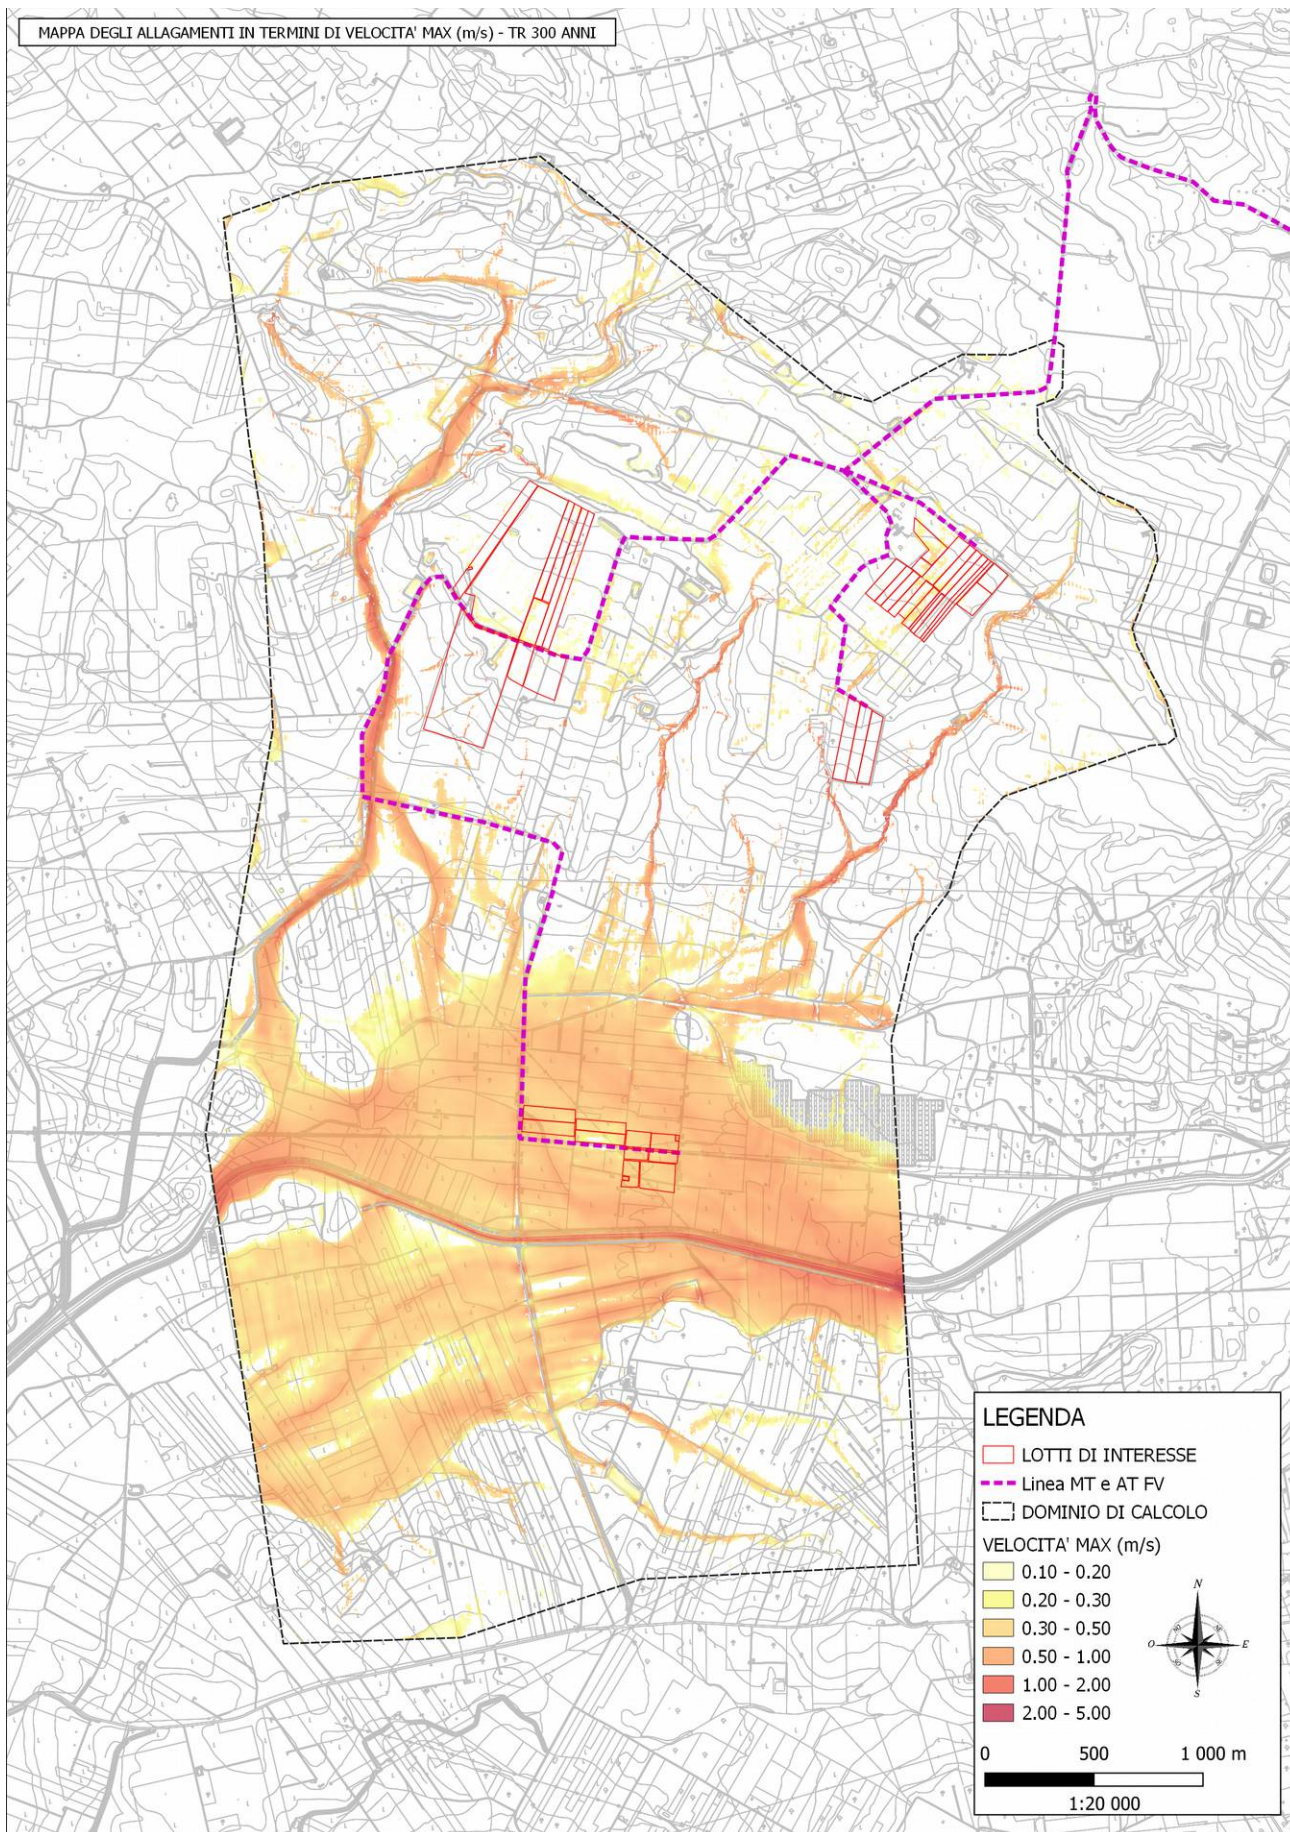 MAPPA DEGLI ALLAGAMENTI IN TERMINI DI VELOCITA' MAX (m/s) - TR 300 ANNI
LEGENDA
LOTTI DI INTERESSE
Linea MT e AT FV
DOMINIO DI CALCOLO
VELOCITA' MAX (m/s)
0.10 - 0.20
0.20 - 0.30
0.30 - 0.50
0.50 - 1.00
1.00 - 2.00
2.00 - 5.00
N
O
E
S
0 500 1 000 m
1:20 000